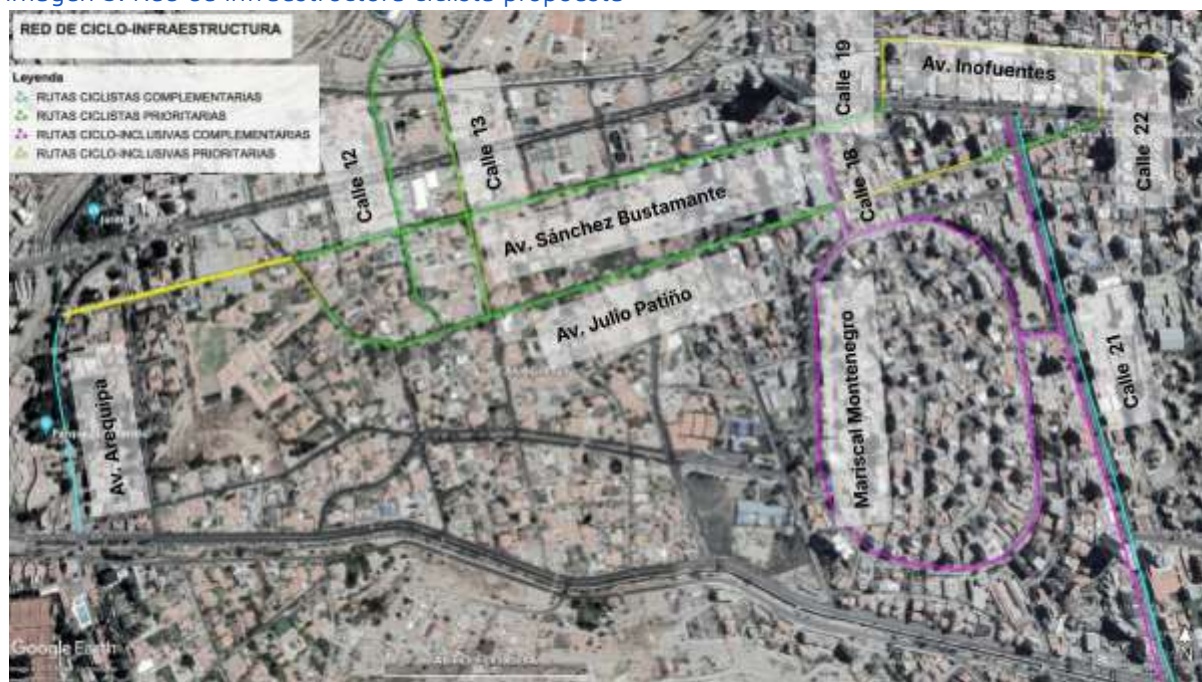 RED DE CICLO-INFRAESTRUCTURA
Leyenda
RUTAS CICLISTAS COMPLEMENTARIAS
RUTAS CICLISTAS PRIORITARIAS
RUTAS CICLO-INCLUSIVAS COMPLEMENTARIAS
RUTAS CICLO-INCLUSIVAS PRIORITARIAS
Calle 12
Calle 13
Calle 19
Av. Inofuentes
Calle 22
Calle 18
Av. Sánchez Bustamante
Av. Julio Patiño
Av. Arequipa
Mariscal Montenegro
Calle 21
Google Earth
N